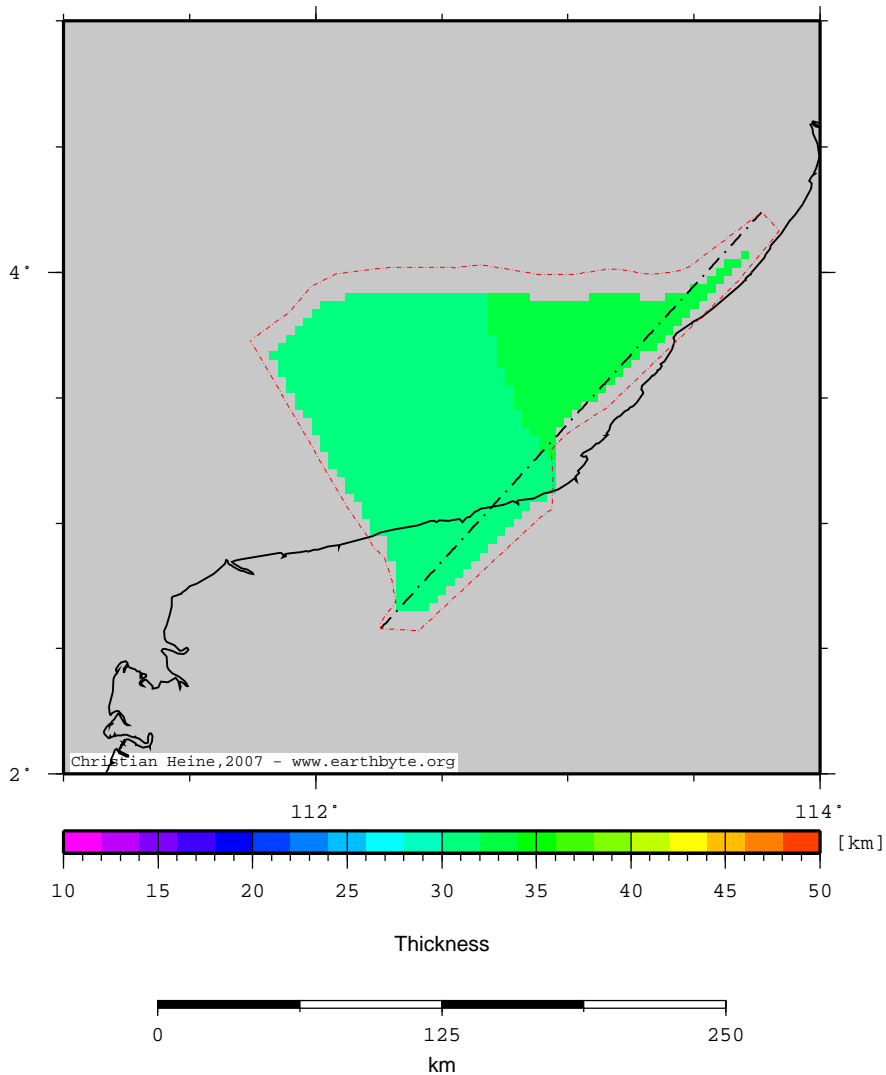 4°
2°
Christian Heine,2007 - www.earthbyte.org
112° 114°
[km]
10 15 20 25 30 35 40 45 50
Thickness
0 125 250
km